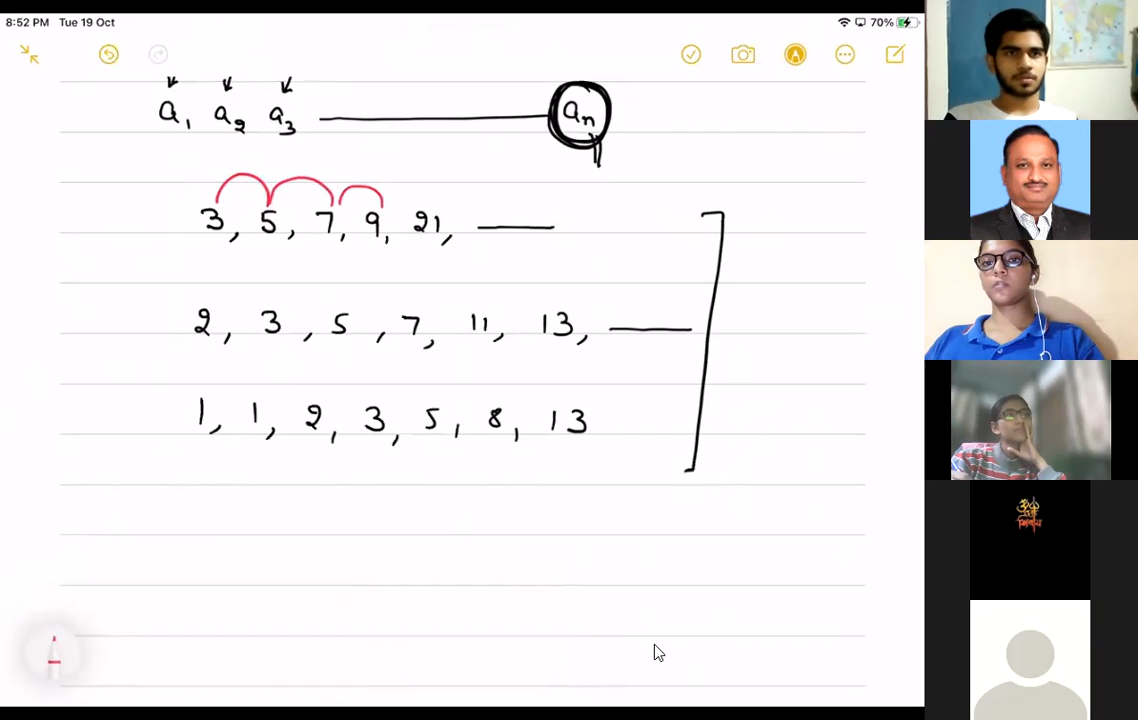 8:52 PM Tue 19 Oct 70%
a₁ a₂ a₃ ———— aₙ
3, 5, 7, 9, 21, ——
2, 3, 5, 7, 11, 13, ——
1, 1, 2, 3, 5, 8, 13